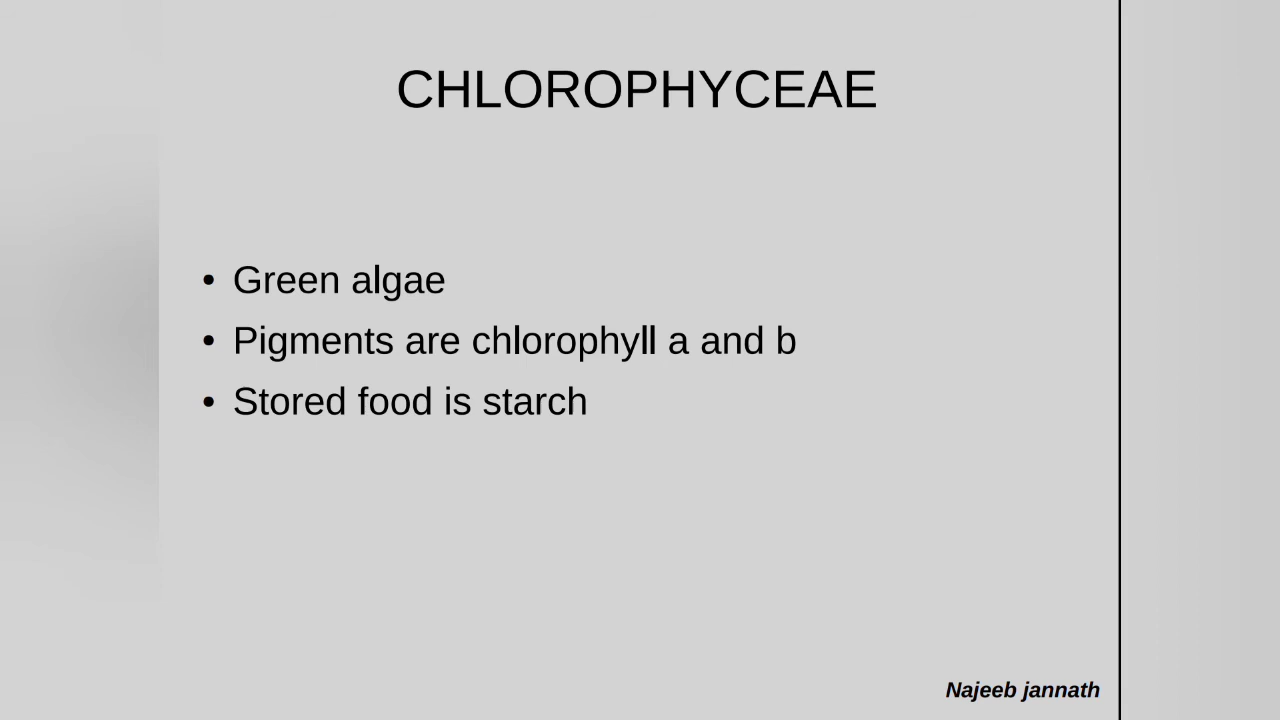 CHLOROPHYCEAE
• Green algae
• Pigments are chlorophyll a and b
• Stored food is starch
Najeeb jannath